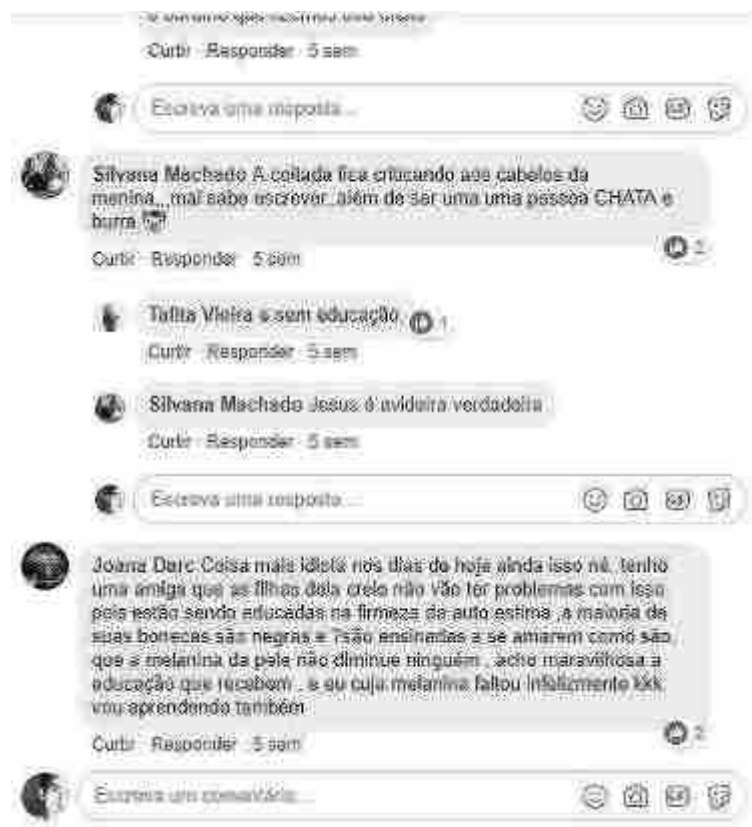 Curtir Responder 5 sem
Escreva uma resposta...
Silvana Machado A coitada fica criticando aos cabelos da
menina,,,mal sabe escrever..além de ser uma uma pessoa CHATA e
burra
2
Curtir Responder 5 sem
Talita Vieira e sem educação. 1
Curtir Responder 5 sem
Silvana Machado Jesus é avideira verdadeira
Curtir Responder 5 sem
Escreva uma resposta...
Joana Darc Coisa mais idiota nos dias de hoje ainda isso né, tenho
uma amiga que as filhas dela creio não vão ter problemas com isso
pois estão sendo educadas na firmeza da auto estima ,a maioria de
suas bonecas são negras e são ensinadas a se amarem como são,
que a melanina da pele não diminue ninguém , acho maravilhosa a
educação que recebem , e eu cuja melanina faltou infelizmente kkk
vou aprendendo também
2
Curtir Responder 5 sem
Escreva um comentário...